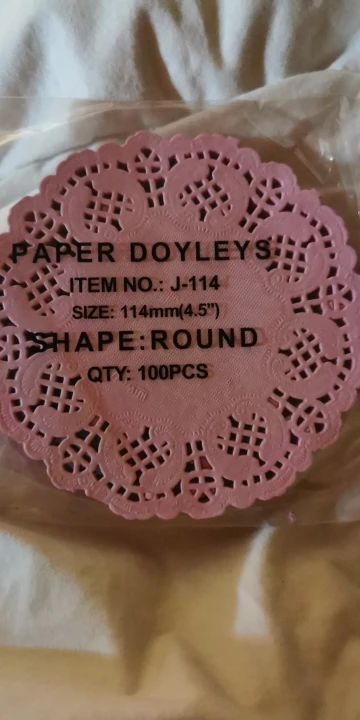 PAPER DOYLEYS
ITEM NO.: J-114
SIZE: 114mm(4.5")
SHAPE:ROUND
QTY: 100PCS